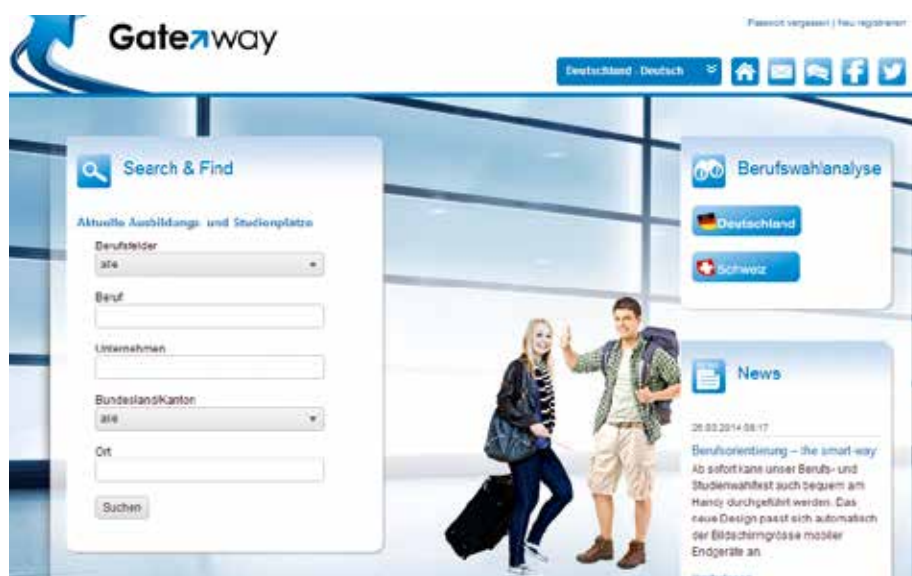 Gateway
Passwort vergessen | Neu registrieren
Deutschland - Deutsch
Search & Find
Aktuelle Ausbildungs- und Studienplätze
Berufsfelder
alle
Beruf
Unternehmen
Bundesland/Kanton
alle
Ort
Suchen
Berufswahlanalyse
Deutschland
Schweiz
News
26.03.2014 08:17
Berufsorientierung – the smart-way
Ab sofort kann unser Berufs- und
Studienwahltest auch bequem am
Handy durchgeführt werden. Das
neue Design passt sich automatisch
der Bildschirmgrösse mobiler
Endgeräte an.